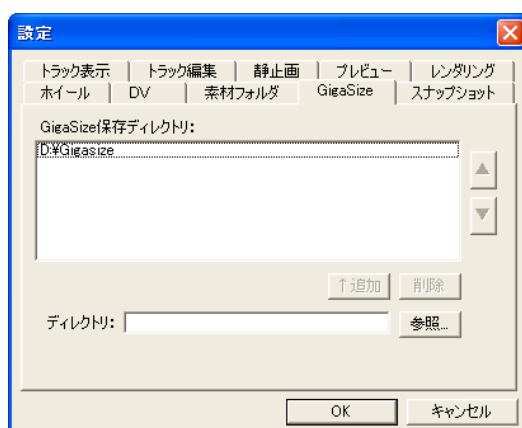 設定
トラック表示 トラック編集 静止画 プレビュー レンダリング
ホイール DV 素材フォルダ GigaSize スナップショット
GigaSize保存ディレクトリ:
D:¥Gigasize
↑追加 削除
ディレクトリ: 参照...
OK キャンセル